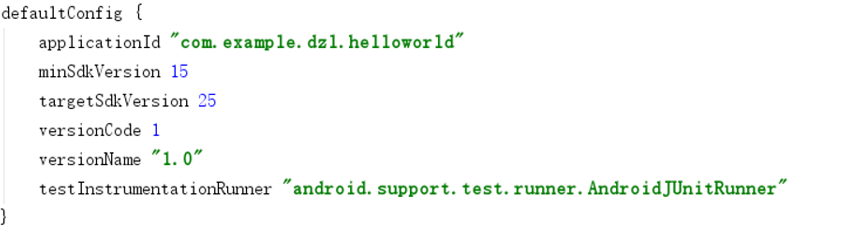 defaultConfig {
    applicationId "com.example.dzl.helloworld"
    minSdkVersion 15
    targetSdkVersion 25
    versionCode 1
    versionName "1.0"
    testInstrumentationRunner "android.support.test.runner.AndroidJUnitRunner"
}